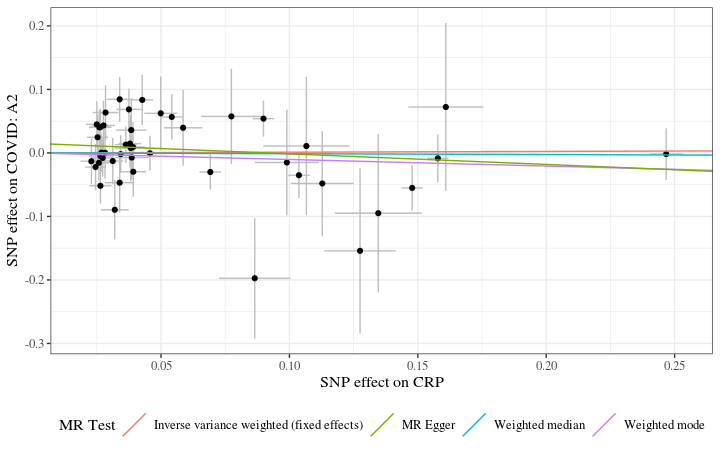 0.2
0.1
0.0
-0.1
-0.2
-0.3
SNP effect on COVID: A2
0.05 0.10 0.15 0.20 0.25
SNP effect on CRP
MR Test Inverse variance weighted (fixed effects) MR Egger Weighted median Weighted mode